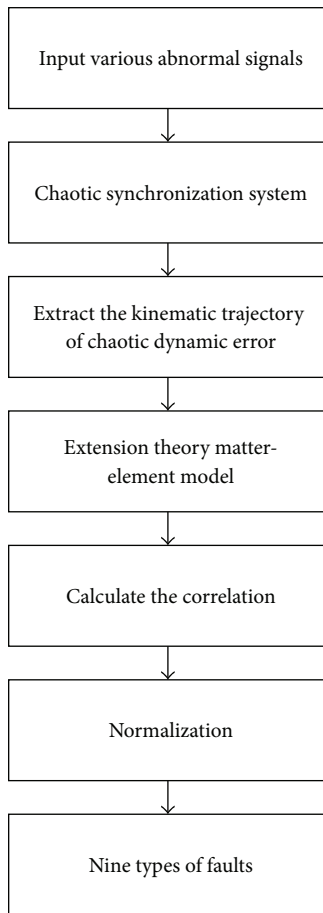 Input various abnormal signals
Chaotic synchronization system
Extract the kinematic trajectory
of chaotic dynamic error
Extension theory matter-
element model
Calculate the correlation
Normalization
Nine types of faults